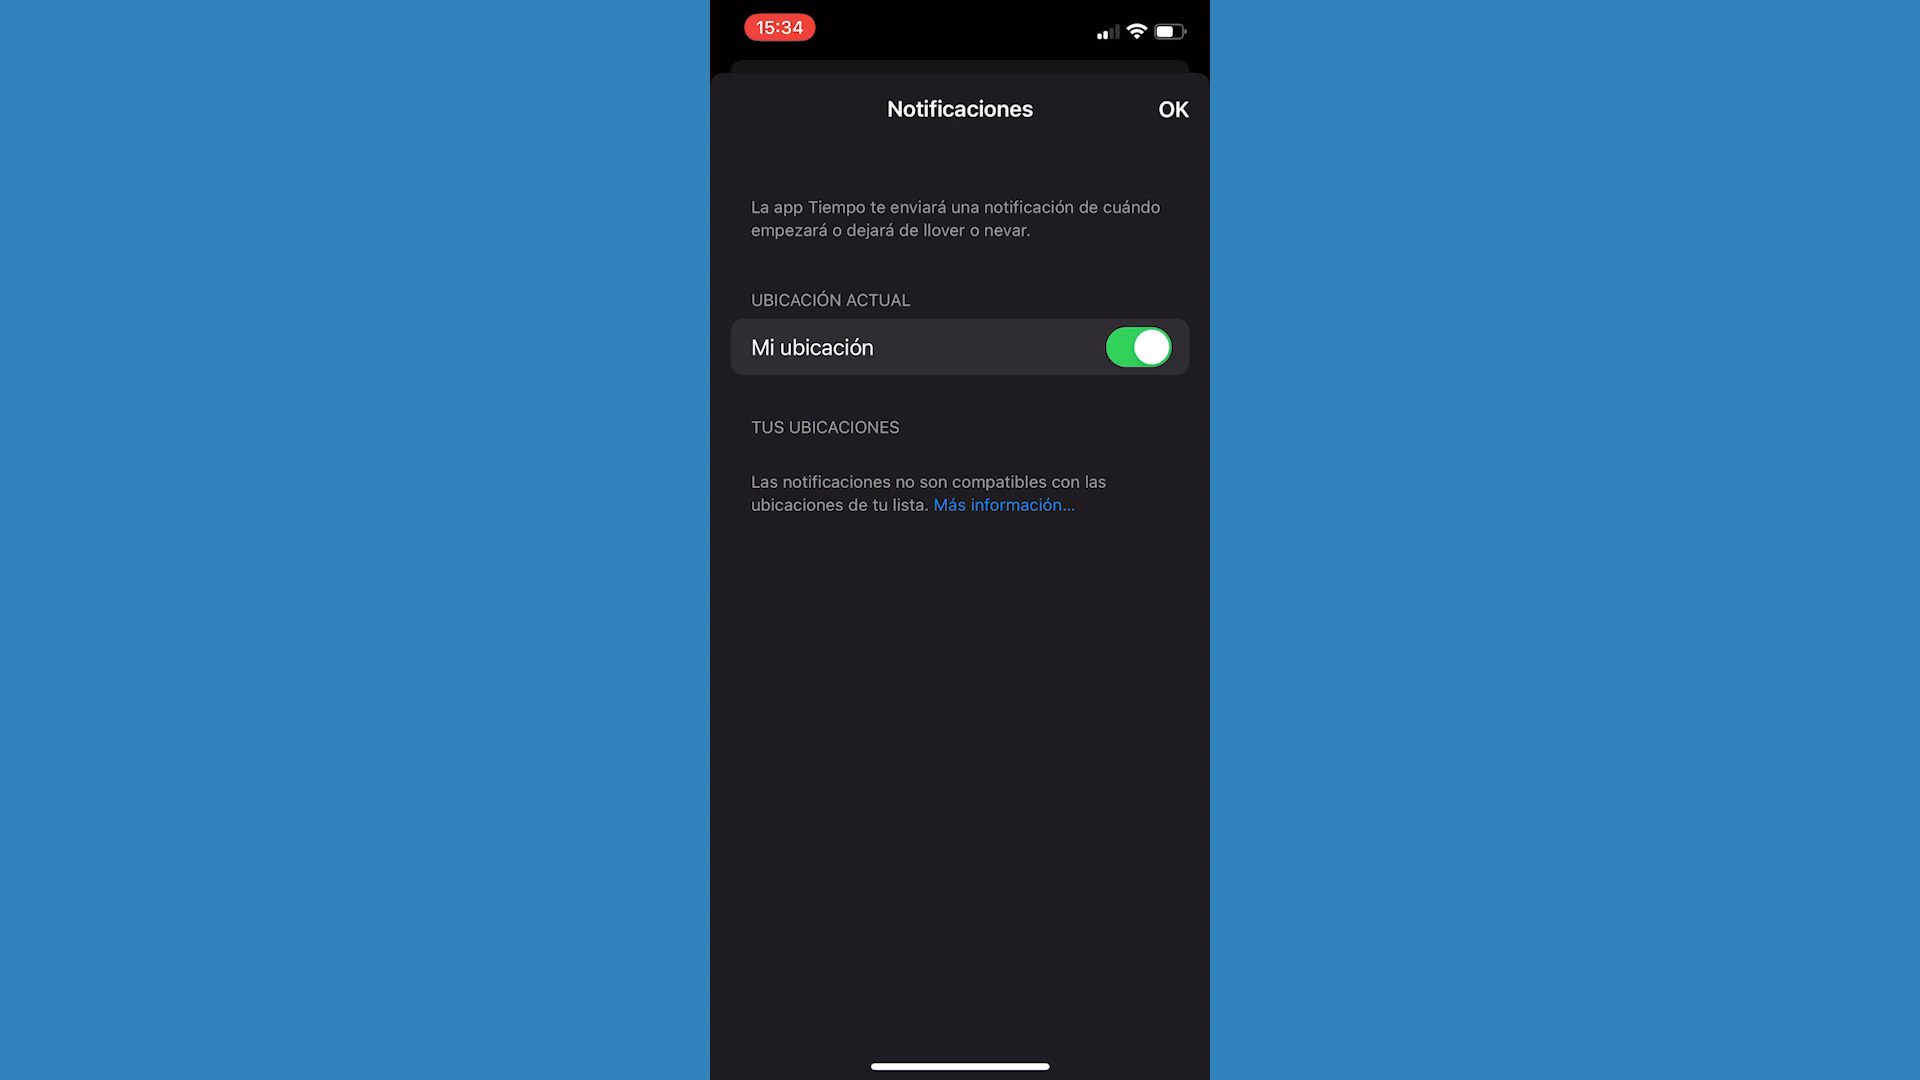 15:34
Notificaciones
OK
La app Tiempo te enviará una notificación de cuándo
empezará o dejará de llover o nevar.
UBICACIÓN ACTUAL
Mi ubicación
TUS UBICACIONES
Las notificaciones no son compatibles con las
ubicaciones de tu lista. Más información...